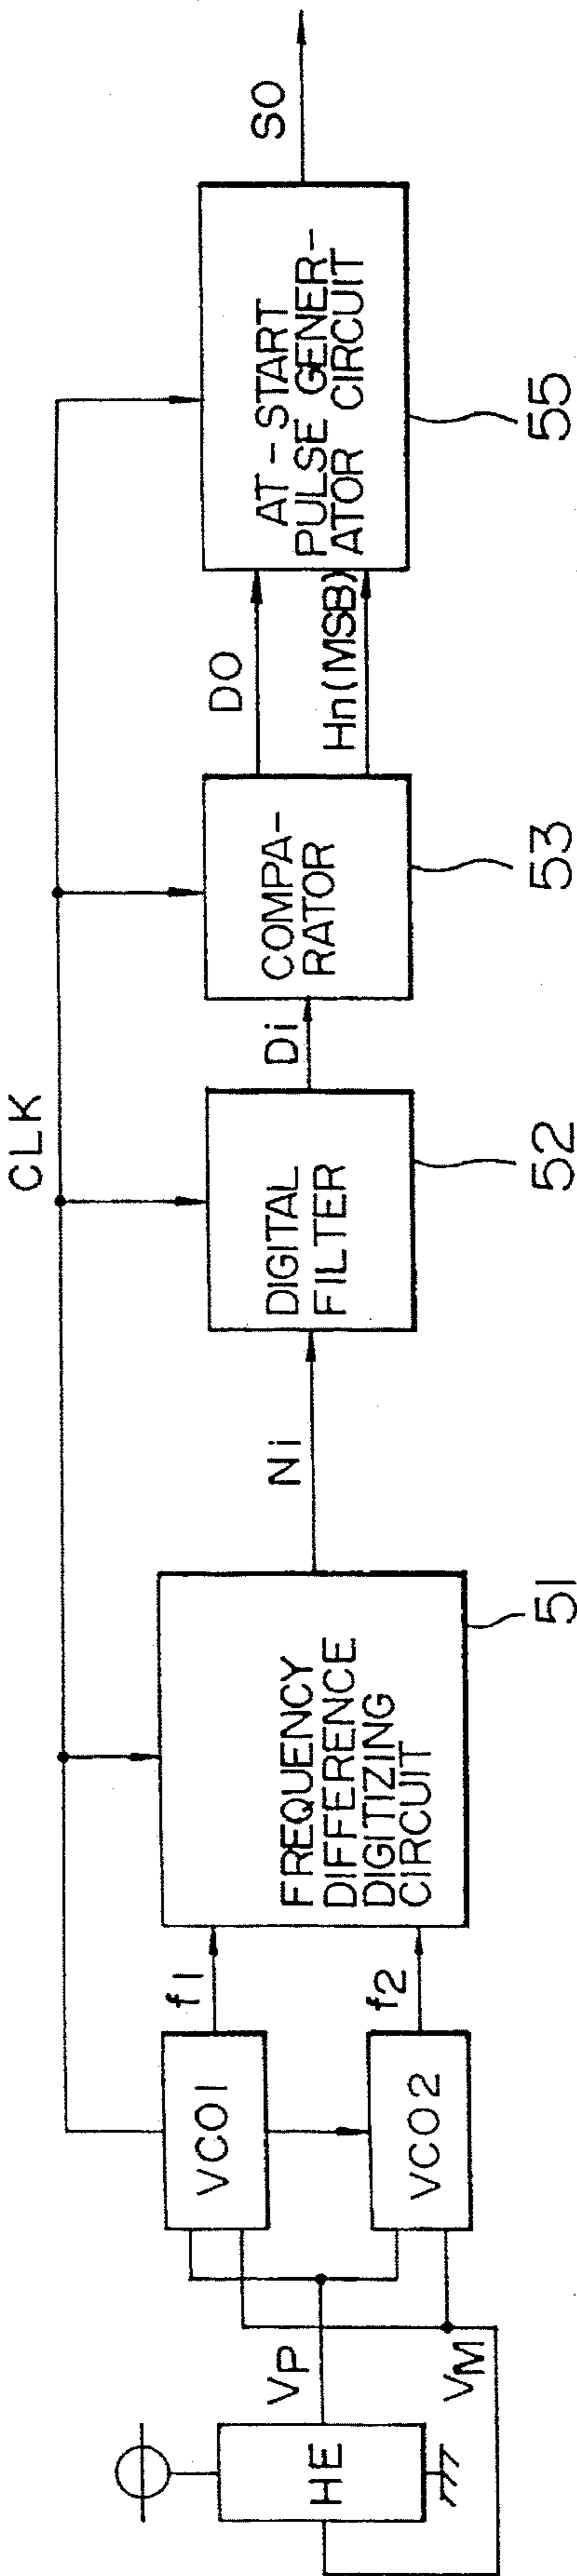 CLK
HE
VP
VM
VCO1
VCO2
f1
f2
FREQUENCY
DIFFERENCE
DIGITIZING
CIRCUIT
51
Ni
DIGITAL
FILTER
52
Di
COMPA-
RATOR
53
DO
Hn(MSB)
AT-START
PULSE GENER-
ATOR CIRCUIT
55
SO